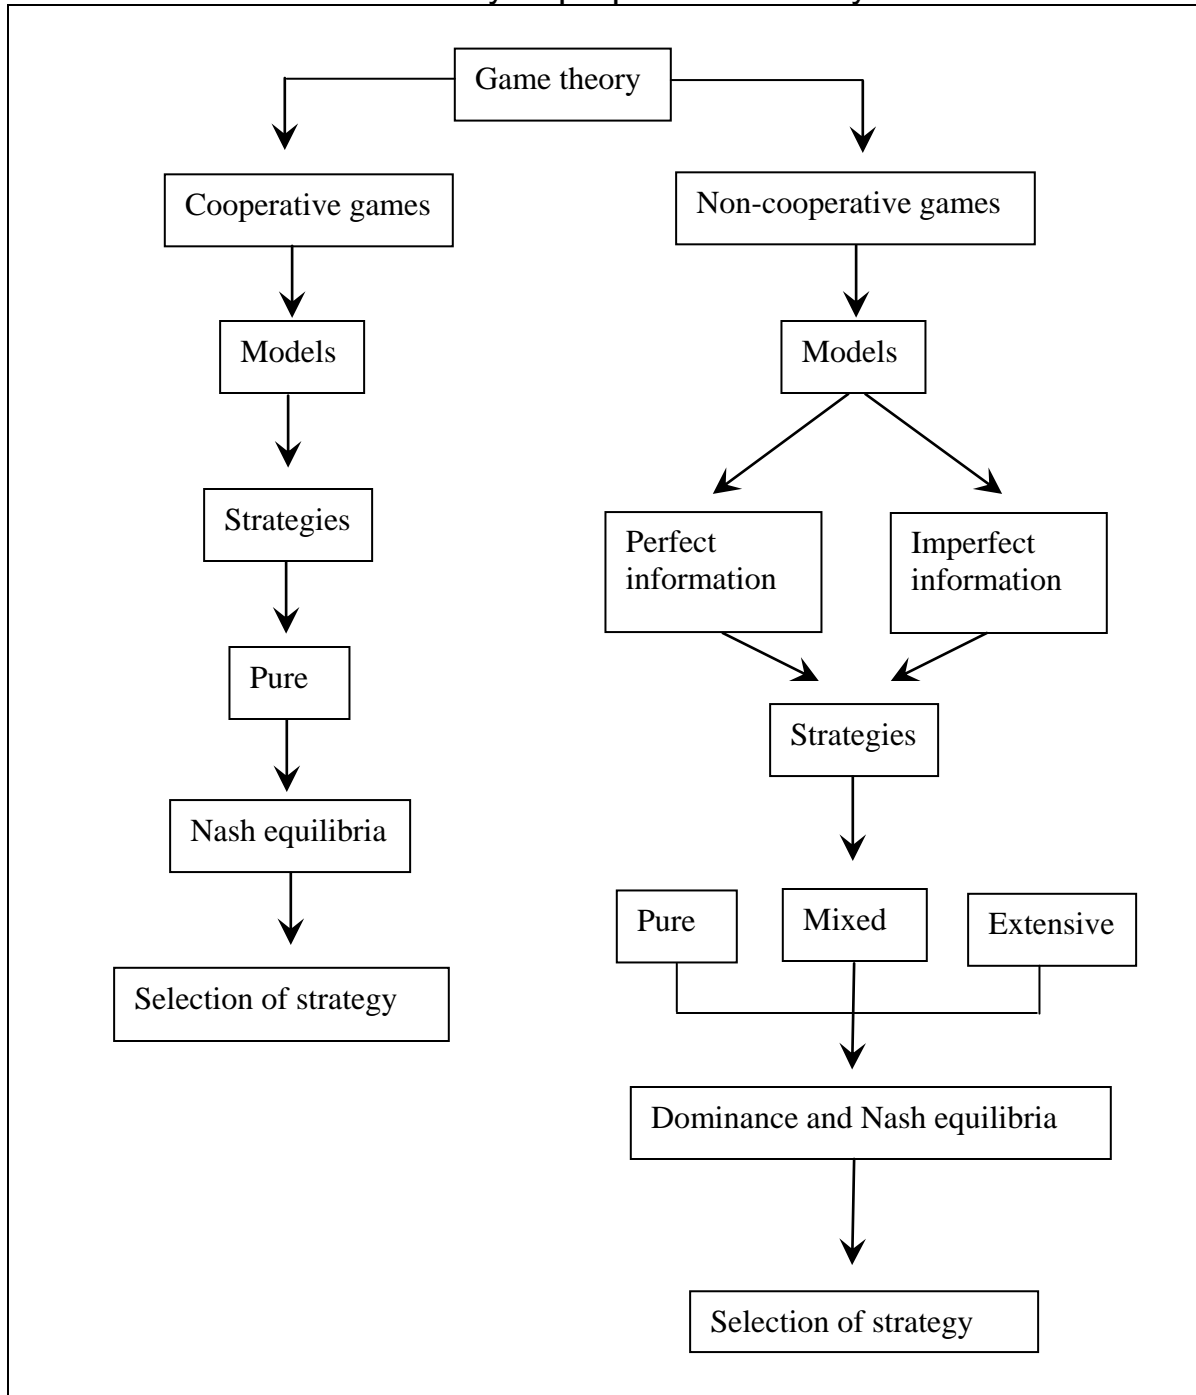 Game theory
Cooperative games
Non-cooperative games
Models
Models
Strategies
Perfect
information
Imperfect
information
Pure
Strategies
Nash equilibria
Pure
Mixed
Extensive
Selection of strategy
Dominance and Nash equilibria
Selection of strategy